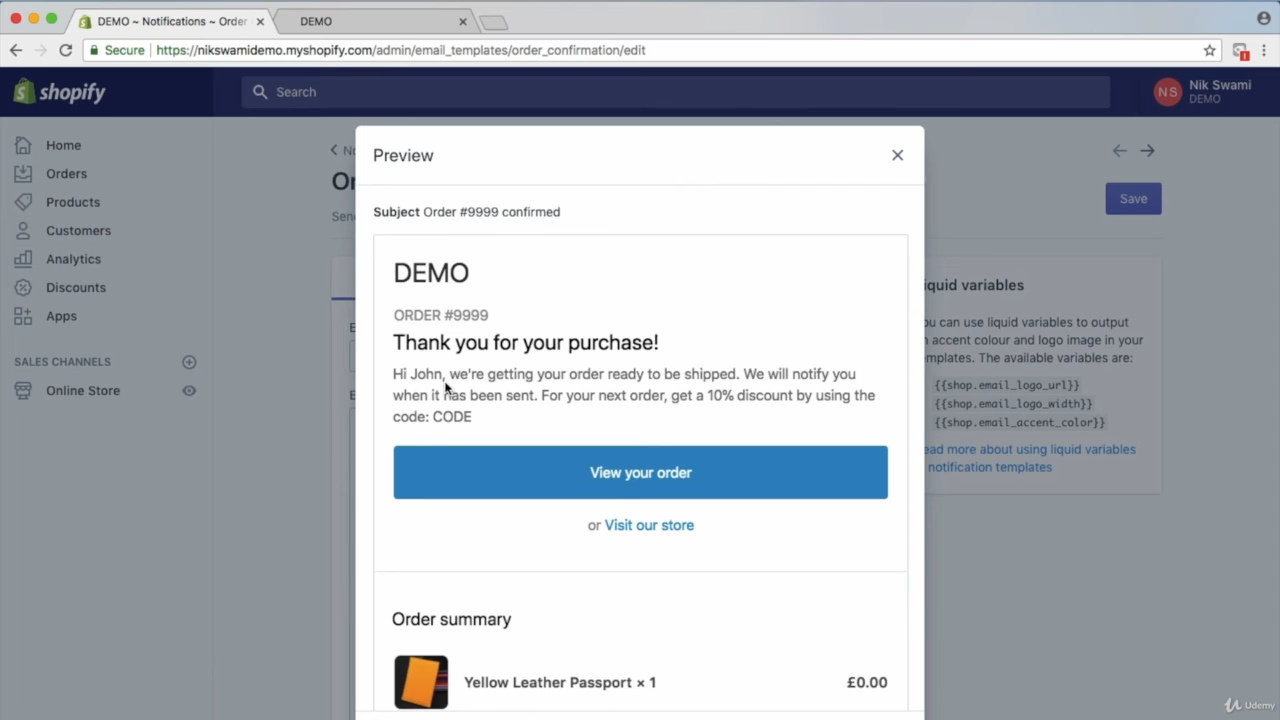 DEMO ~ Notifications ~ Order
DEMO
Secure https://nikswamidemo.myshopify.com/admin/email_templates/order_confirmation/edit
shopify
Search
NS
Nik Swami
DEMO
Home
Orders
Products
Customers
Analytics
Discounts
Apps
SALES CHANNELS
Online Store
Save
Preview
Subject Order #9999 confirmed
DEMO
ORDER #9999
Thank you for your purchase!
Hi John, we're getting your order ready to be shipped. We will notify you
when it has been sent. For your next order, get a 10% discount by using the
code: CODE
View your order
or Visit our store
Order summary
Yellow Leather Passport × 1
£0.00
iquid variables
can use liquid variables to output
accent colour and logo image in your
mplates. The available variables are:
{{shop.email_logo_url}}
{{shop.email_logo_width}}
{{shop.email_accent_color}}
ead more about using liquid variables
notification templates
Udemy